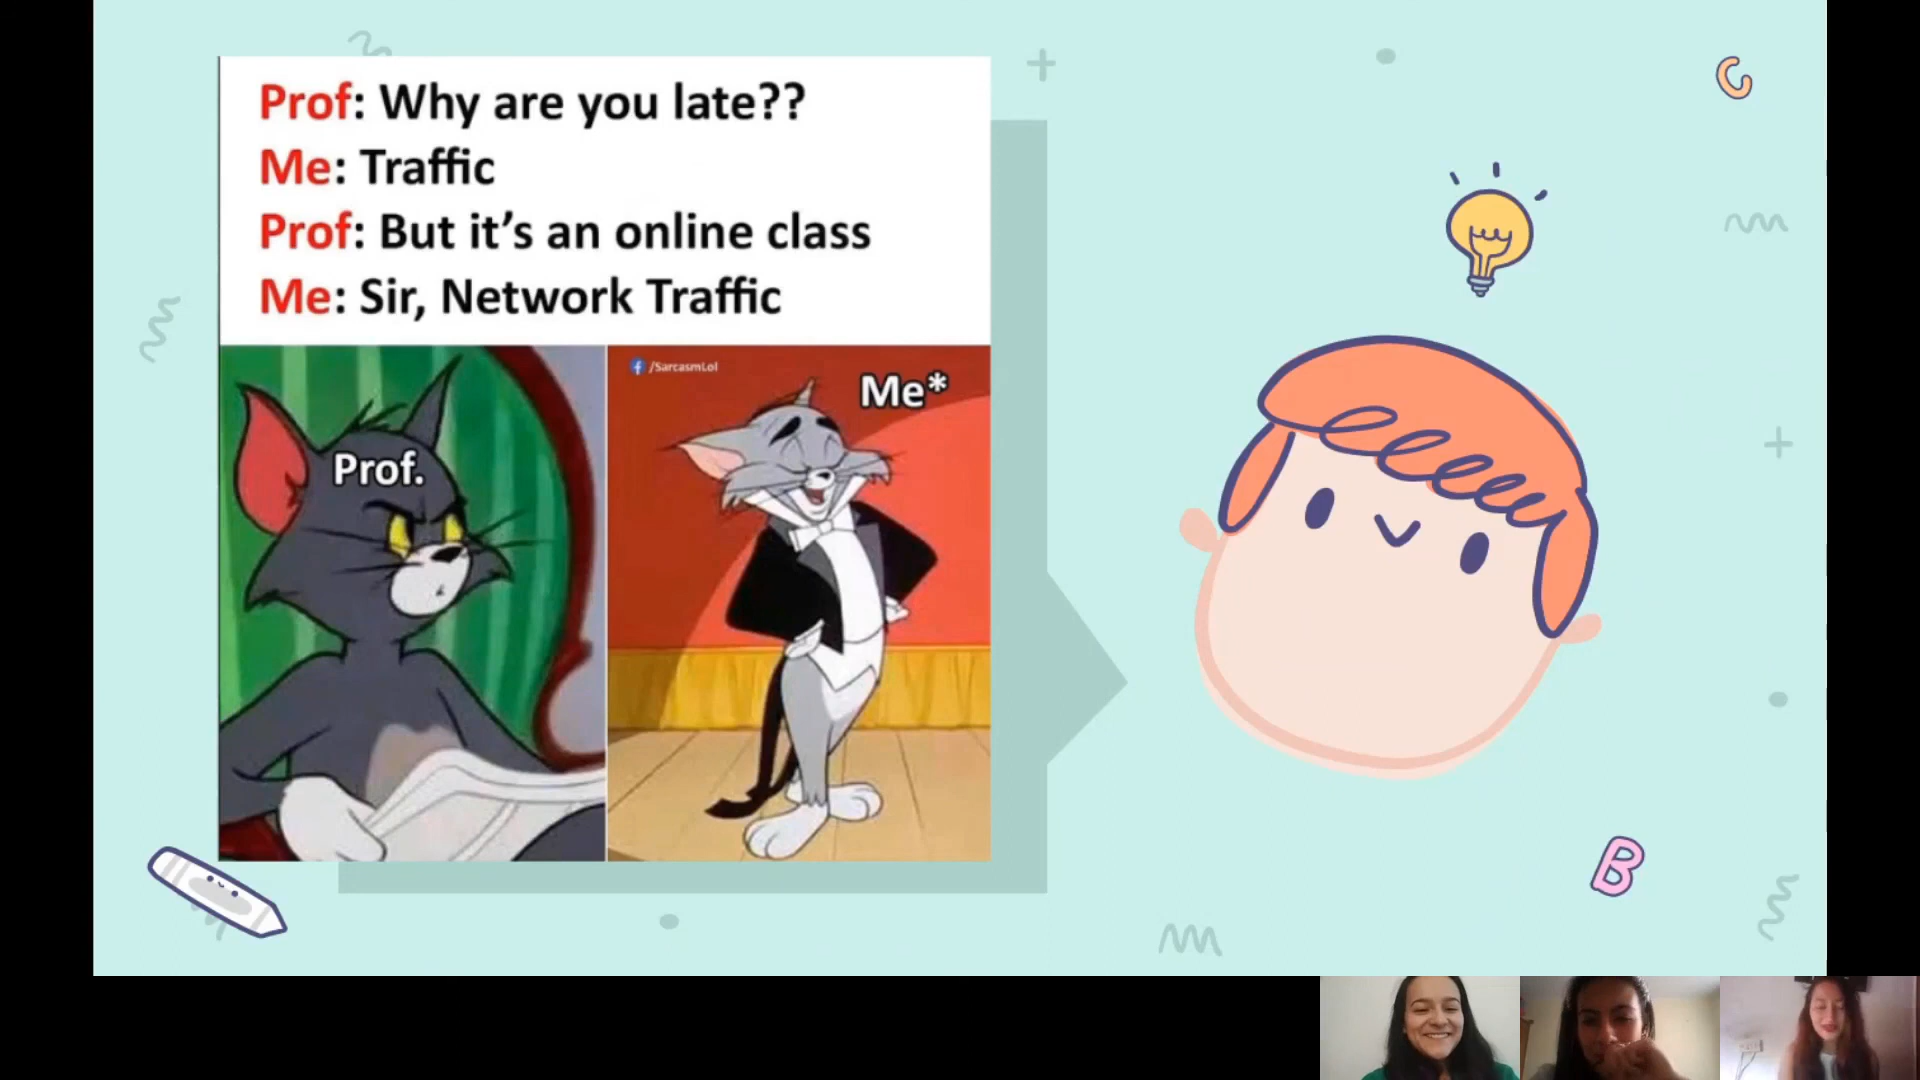 Prof: Why are you late??
Me: Traffic
Prof: But it's an online class
Me: Sir, Network Traffic
/SarcasmLol
Me*
Prof.
C
B